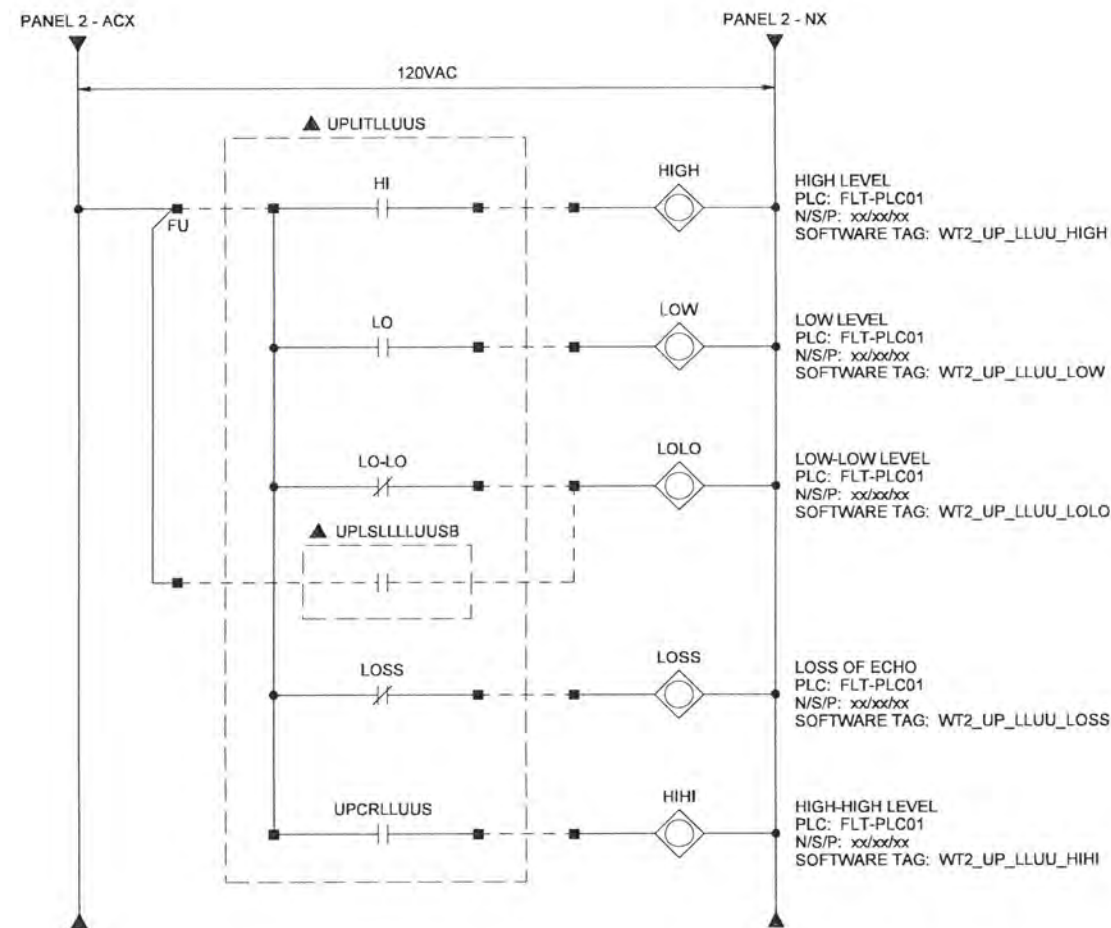 PANEL 2 - ACX
PANEL 2 - NX
120VAC
UPLITLLUUS
HI
HIGH
FU
HIGH LEVEL
PLC: FLT-PLC01
N/S/P: xx/xx/xx
SOFTWARE TAG: WT2_UP_LLUU_HIGH
LO
LOW
LOW LEVEL
PLC: FLT-PLC01
N/S/P: xx/xx/xx
SOFTWARE TAG: WT2_UP_LLUU_LOW
LO-LO
LOLO
LOW-LOW LEVEL
PLC: FLT-PLC01
N/S/P: xx/xx/xx
SOFTWARE TAG: WT2_UP_LLUU_LOLO
UPLSLLLLUUSB
LOSS
LOSS
LOSS OF ECHO
PLC: FLT-PLC01
N/S/P: xx/xx/xx
SOFTWARE TAG: WT2_UP_LLUU_LOSS
UPCRLLUUS
HIHI
HIGH-HIGH LEVEL
PLC: FLT-PLC01
N/S/P: xx/xx/xx
SOFTWARE TAG: WT2_UP_LLUU_HIHI